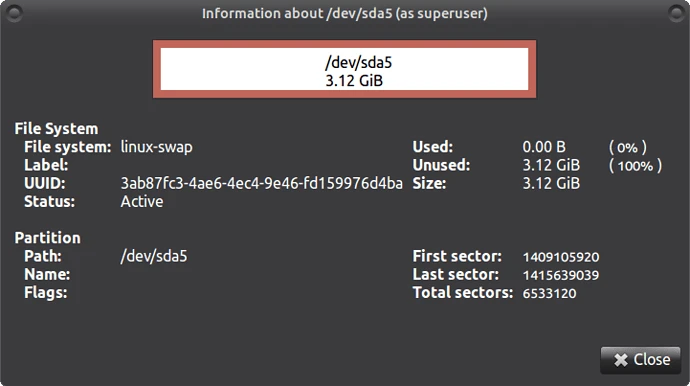 Information about /dev/sda5 (as superuser)
/dev/sda5
3.12 GiB
File System
File system: linux-swap Used: 0.00 B ( 0% )
Label: Unused: 3.12 GiB ( 100% )
UUID: 3ab87fc3-4ae6-4ec4-9e46-fd159976d4ba Size: 3.12 GiB
Status: Active
Partition
Path: /dev/sda5 First sector: 1409105920
Name: Last sector: 1415639039
Flags: Total sectors: 6533120
Close